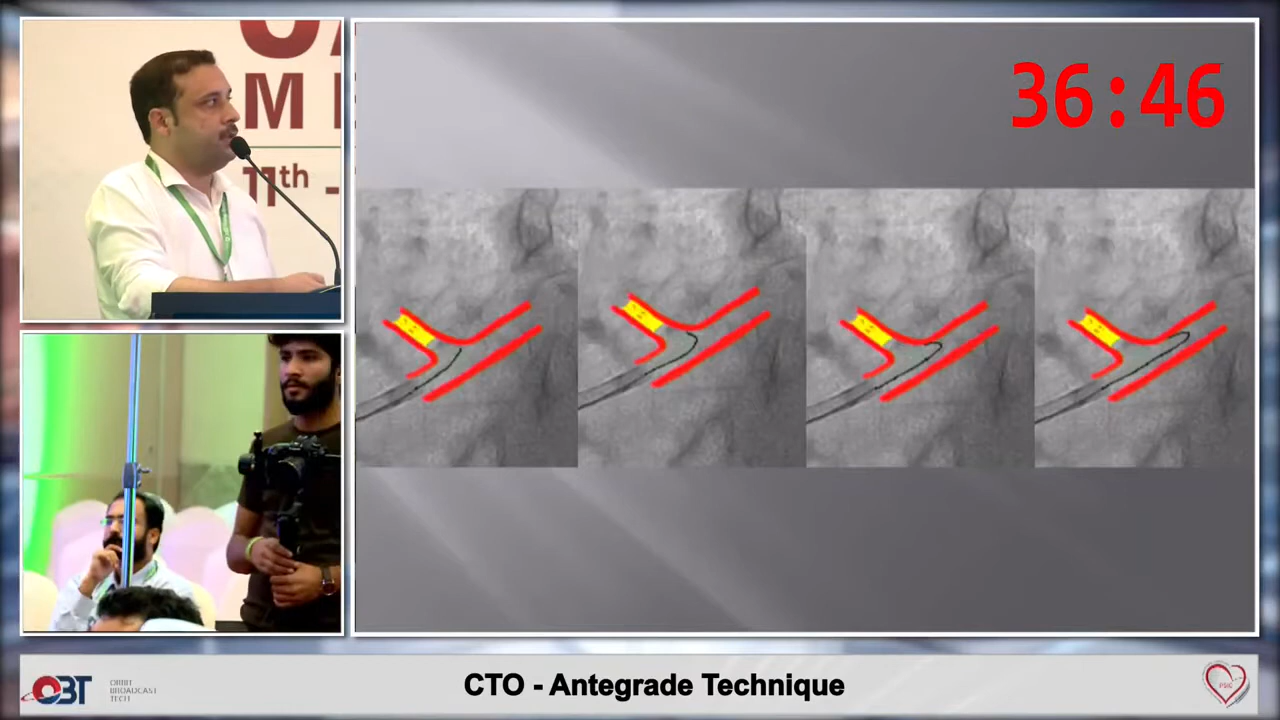 M
11th -
36:46
OBT
ORBIT
BROADCAST
TECH
CTO - Antegrade Technique